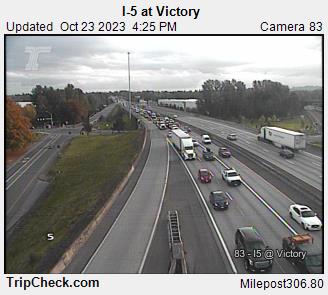 I-5 at Victory
Updated Oct 23 2023 4:25 PM Camera 83
T
S
83 - I5 @ Victory
TripCheck.com Milepost306.80